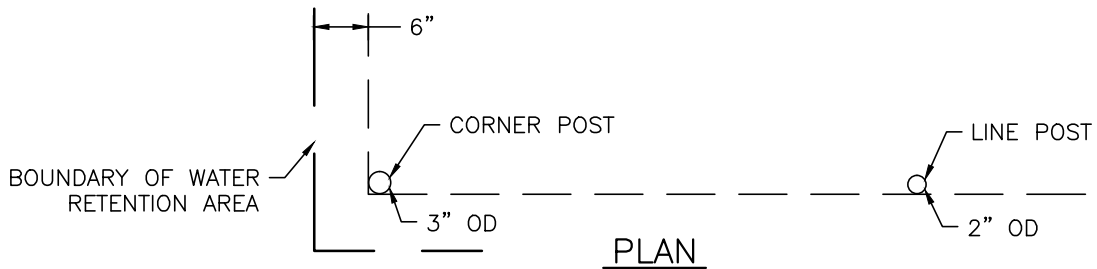 6”
CORNER POST
LINE POST
BOUNDARY OF WATER
RETENTION AREA
3” OD
2” OD
PLAN